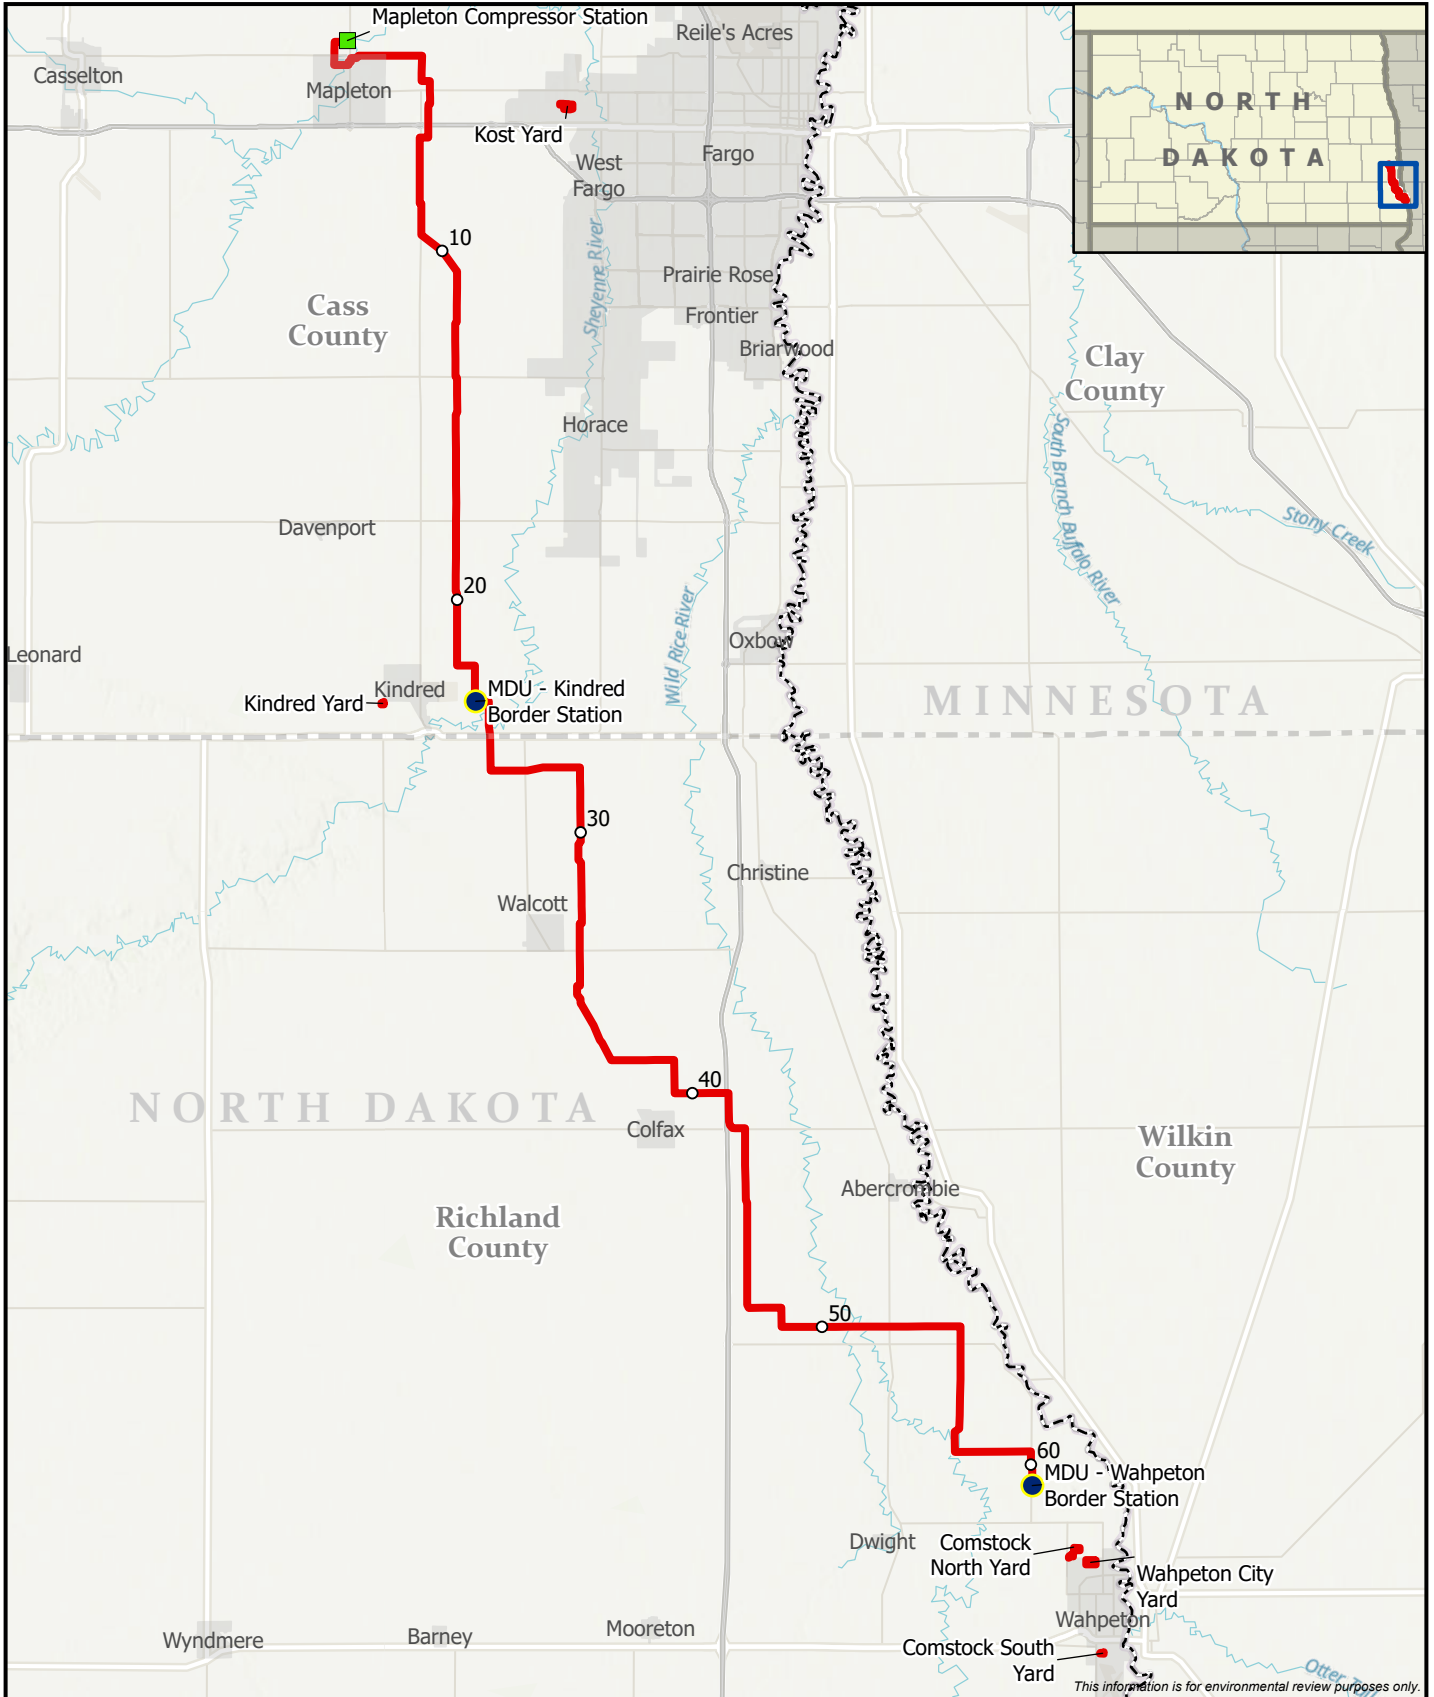 Mapleton Compressor Station
Reile's Acres
NORTH
DAKOTA
Casselton
Mapleton
Kost Yard
West
Fargo
Fargo
10
Sheyenne River
Prairie Rose
Cass
County
Frontier
Briarwood
Clay
County
Horace
South Branch Buffalo River
Stony Creek
Davenport
20
Wild Rice River
Oxbow
Leonard
Kindred
Kindred Yard
MDU - Kindred
Border Station
MINNESOTA
30
Christine
Walcott
40
NORTH DAKOTA
Colfax
Wilkin
County
Abercrombie
Richland
County
50
60
MDU - Wahpeton
Border Station
Dwight
Comstock
North Yard
Wahpeton City
Yard
Wahpeton
Mooreton
Barney
Wyndmere
Comstock South
Yard
Otter Tail
This information is for environmental review purposes only.